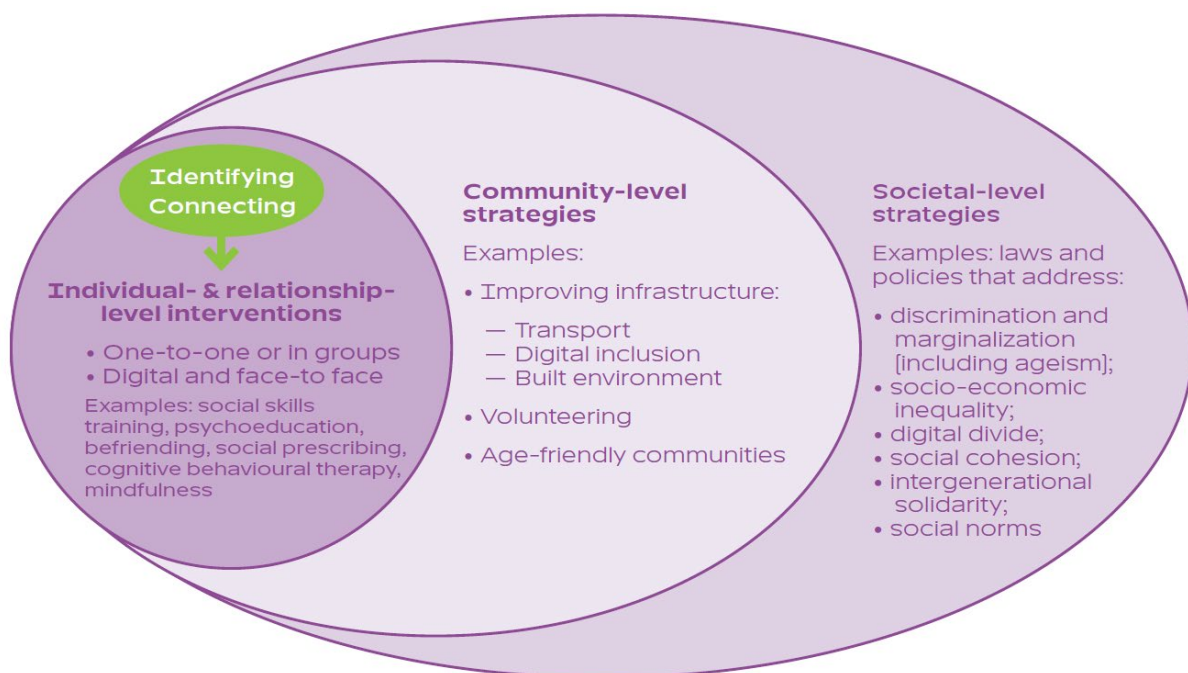 Identifying
Connecting
Individual- & relationship-
level interventions
• One-to-one or in groups
• Digital and face-to face
Examples: social skills
training, psychoeducation,
befriending, social prescribing,
cognitive behavioural therapy,
mindfulness
Community-level
strategies
Examples:
• Improving infrastructure:
— Transport
— Digital inclusion
— Built environment
• Volunteering
• Age-friendly communities
Societal-level
strategies
Examples: laws and
policies that address:
• discrimination and
marginalization
(including ageism);
• socio-economic
inequality;
• digital divide;
• social cohesion;
• intergenerational
solidarity;
• social norms